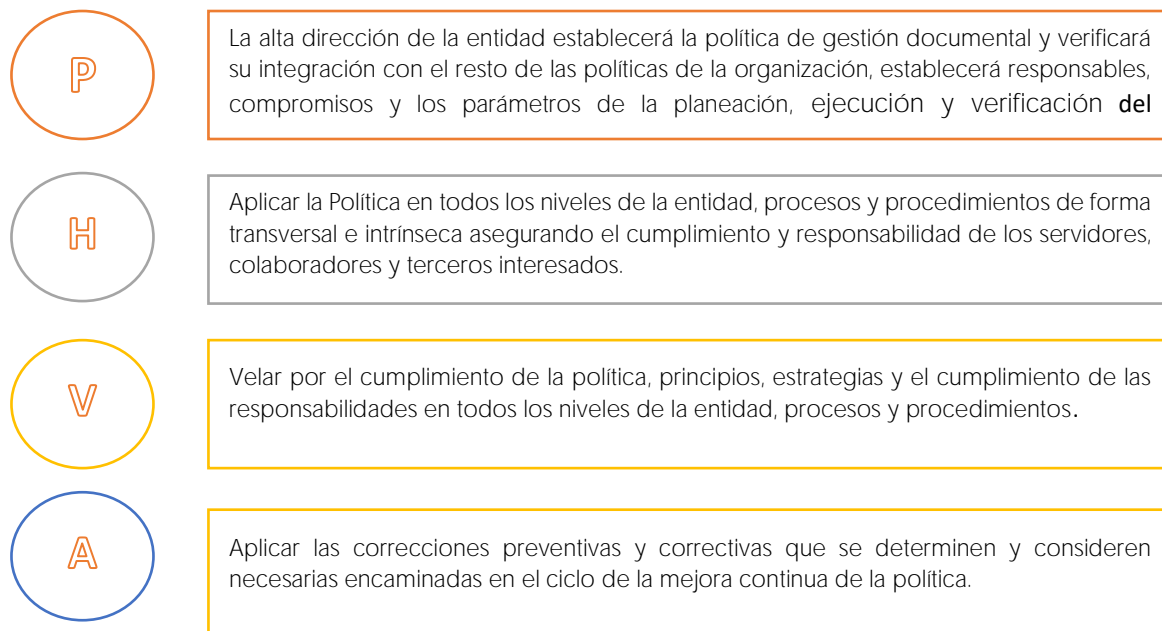 P
La alta dirección de la entidad establecerá la política de gestión documental y verificará
su integración con el resto de las políticas de la organización, establecerá responsables,
compromisos y los parámetros de la planeación, ejecución y verificación del
H
Aplicar la Política en todos los niveles de la entidad, procesos y procedimientos de forma
transversal e intrínseca asegurando el cumplimiento y responsabilidad de los servidores,
colaboradores y terceros interesados.
V
Velar por el cumplimiento de la política, principios, estrategias y el cumplimiento de las
responsabilidades en todos los niveles de la entidad, procesos y procedimientos.
A
Aplicar las correcciones preventivas y correctivas que se determinen y consideren
necesarias encaminadas en el ciclo de la mejora continua de la política.